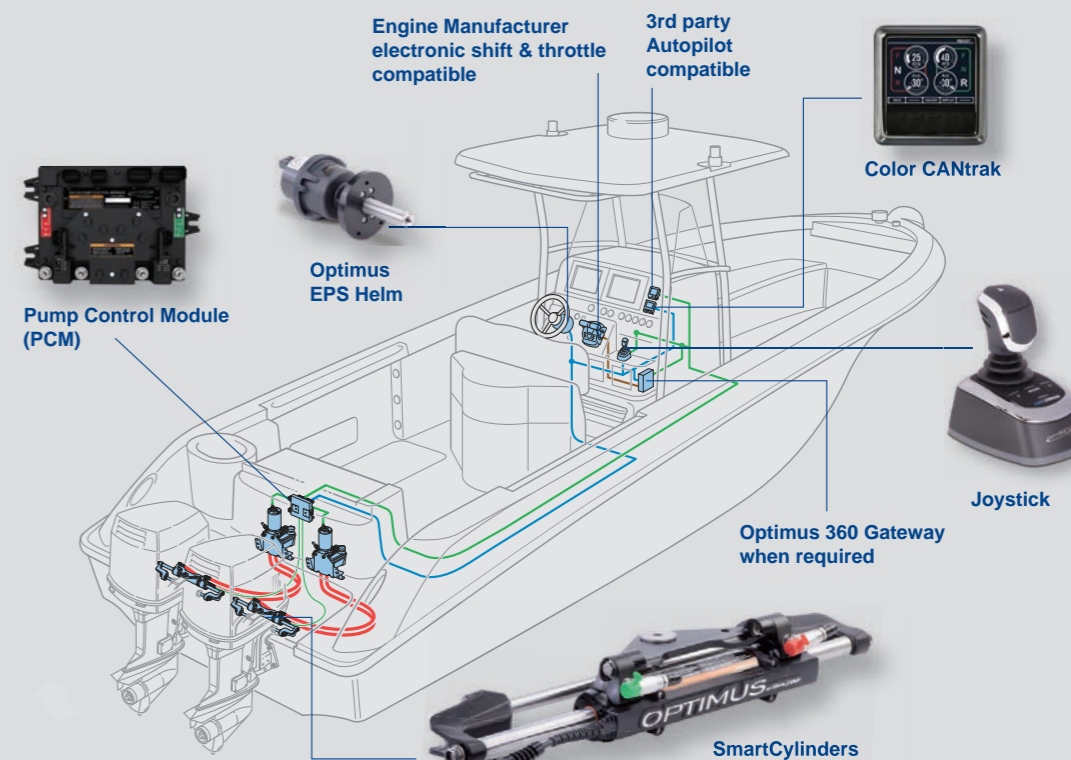 Engine Manufacturer
electronic shift & throttle
compatible
3rd party
Autopilot
compatible
Color CANtrak
Optimus
EPS Helm
Pump Control Module
(PCM)
Joystick
Optimus 360 Gateway
when required
OPTIMUS
SmartCylinders